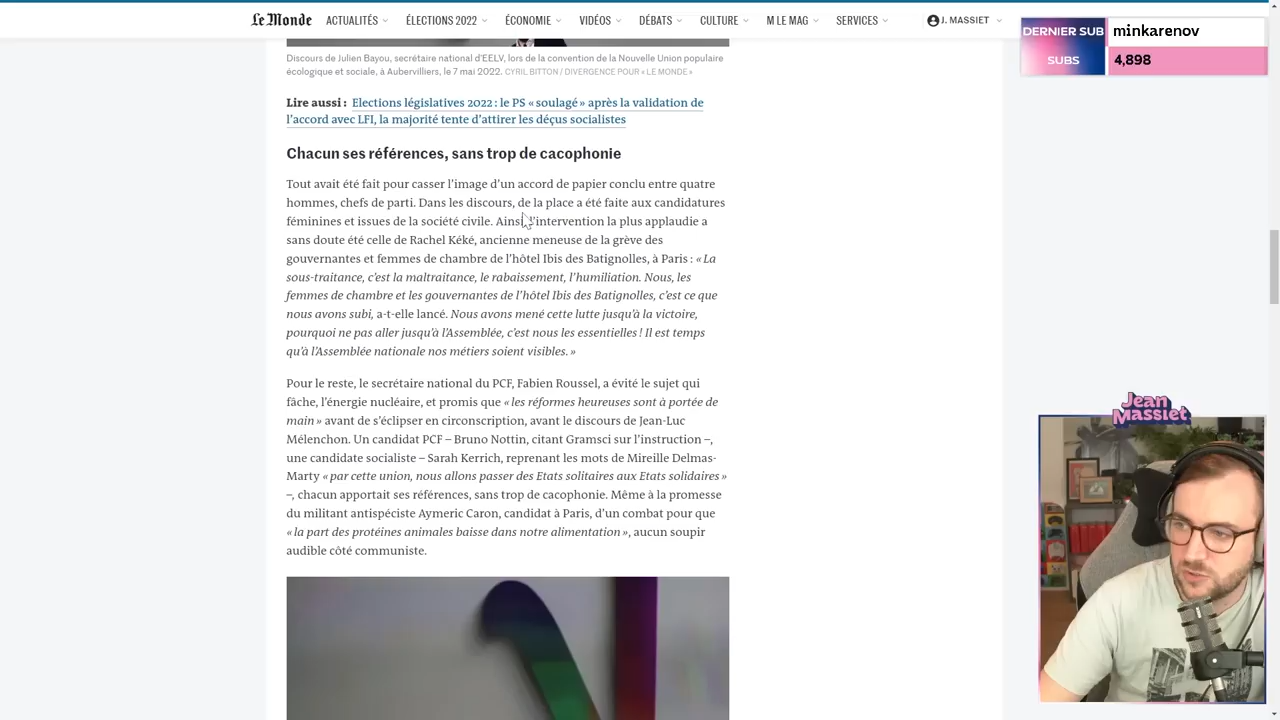 Le Monde ACTUALITÉS ÉLECTIONS 2022 ÉCONOMIE VIDÉOS DÉBATS CULTURE M LE MAG SERVICES J. MASSIET
DERNIER SUB minkarenov
SUBS 4,898
Discours de Julien Bayou, secrétaire national d'EELV, lors de la convention de la Nouvelle Union populaire
écologique et sociale, à Aubervilliers, le 7 mai 2022. CYRIL BITTON / DIVERGENCE POUR « LE MONDE »
Lire aussi : Elections législatives 2022 : le PS « soulagé » après la validation de
l’accord avec LFI, la majorité tente d’attirer les déçus socialistes
Chacun ses références, sans trop de cacophonie
Tout avait été fait pour casser l’image d’un accord de papier conclu entre quatre
hommes, chefs de parti. Dans les discours, de la place a été faite aux candidatures
féminines et issues de la société civile. Ainsi l’intervention la plus applaudie a
sans doute été celle de Rachel Kéké, ancienne meneuse de la grève des
gouvernantes et femmes de chambre de l’hôtel Ibis des Batignolles, à Paris : « La
sous-traitance, c’est la maltraitance, le rabaissement, l’humiliation. Nous, les
femmes de chambre et les gouvernantes de l’hôtel Ibis des Batignolles, c’est ce que
nous avons subi, a-t-elle lancé. Nous avons mené cette lutte jusqu’à la victoire,
pourquoi ne pas aller jusqu’à l’Assemblée, c’est nous les essentielles ! Il est temps
qu’à l’Assemblée nationale nos métiers soient visibles. »
Pour le reste, le secrétaire national du PCF, Fabien Roussel, a évité le sujet qui
fâche, l’énergie nucléaire, et promis que « les réformes heureuses sont à portée de
main » avant de s’éclipser en circonscription, avant le discours de Jean-Luc
Mélenchon. Un candidat PCF – Bruno Nottin, citant Gramsci sur l’instruction –,
une candidate socialiste – Sarah Kerrich, reprenant les mots de Mireille Delmas-
Marty « par cette union, nous allons passer des Etats solitaires aux Etats solidaires »
–, chacun apportait ses références, sans trop de cacophonie. Même à la promesse
du militant antispéciste Aymeric Caron, candidat à Paris, d’un combat pour que
« la part des protéines animales baisse dans notre alimentation », aucun soupir
audible côté communiste.
Jean
Massiet